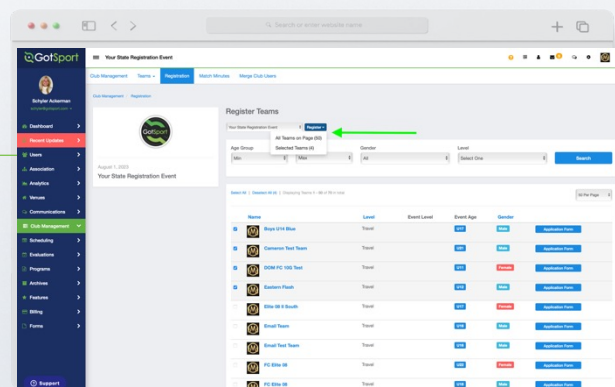 Search or enter website name
GotSport
Your State Registration Event
Club Management
Teams
Registration
Match Minutes
Merge Club Users
Schyler Ackerman
Club Management
Registration
Dashboard
Recent Updates
Users
Association
Analytics
Venues
Communications
Club Management
Scheduling
Evaluations
Programs
Archives
Features
Billing
Forms
Support
GotSport
August 1, 2023
Your State Registration Event
Register Teams
Your State Registration Event
Register
All Teams on Page (50)
Selected Teams (4)
Age Group
Gender
Level
Min
Max
All
Select One
Search
50 Per Page
Name
Level
Event Level
Event Age
Gender
Boys U14 Blue
Travel
Male
Application Form
Cameron Test Team
Travel
Male
Application Form
DOM FC 10G Test
Travel
U11
Female
Application Form
Eastern Flash
Travel
Male
Application Form
Elite 08 II South
Travel
U17
Female
Application Form
Email Team
Travel
Male
Application Form
Email Test Team
Travel
Male
Application Form
FC Elite 08
Travel
Female
Application Form
FC Elite 08
Travel
Male
Application Form